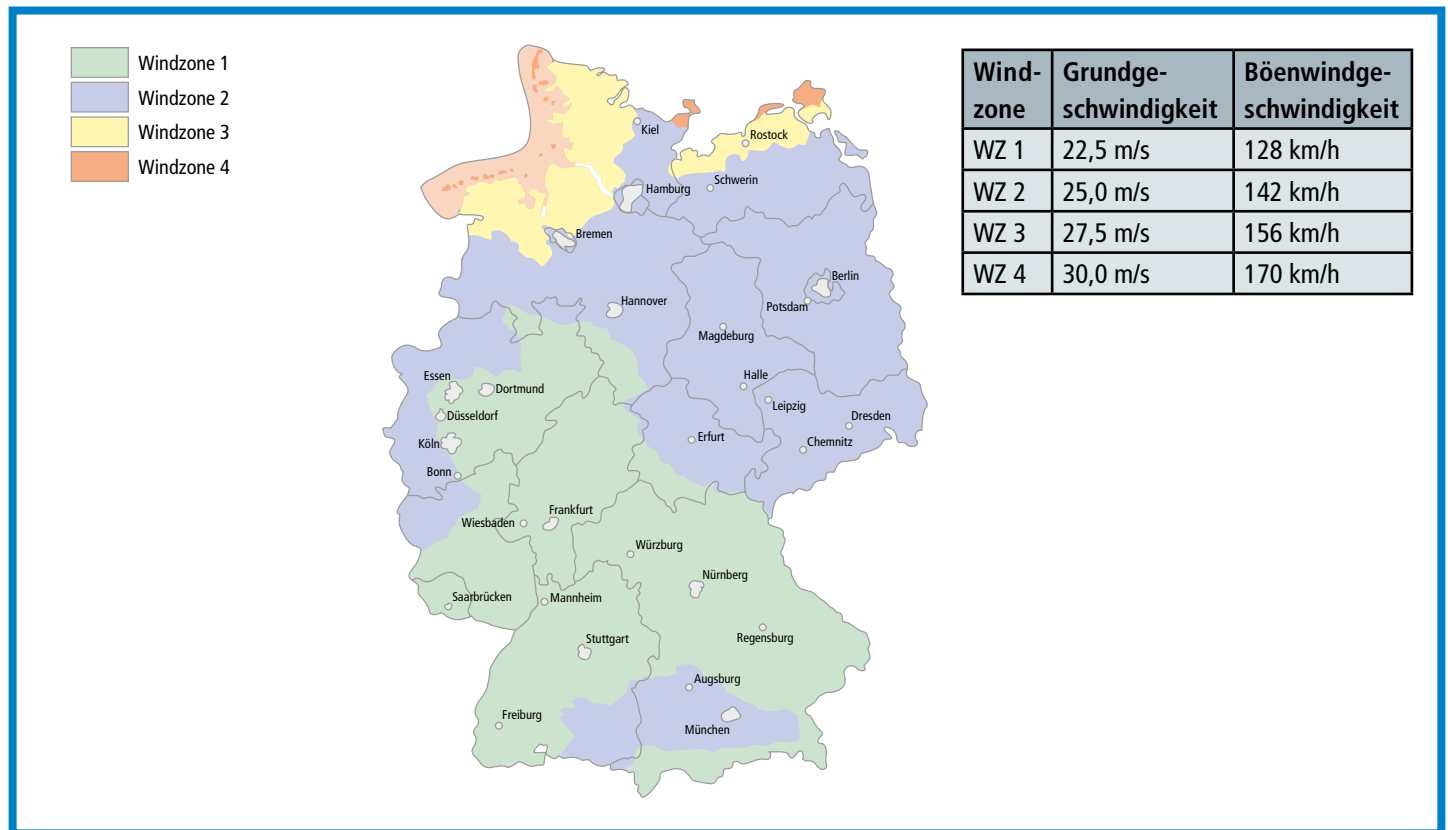 Windzone 1
Windzone 2
Windzone 3
Windzone 4
Kiel
Rostock
Hamburg
Schwerin
Bremen
Berlin
Hannover
Potsdam
Magdeburg
Essen
Dortmund
Halle
Leipzig
Düsseldorf
Dresden
Köln
Erfurt
Chemnitz
Bonn
Wiesbaden
Frankfurt
Würzburg
Nürnberg
Saarbrücken
Mannheim
Stuttgart
Regensburg
Augsburg
Freiburg
München
Wind- Grundge- Böenwindge-
zone schwindigkeit schwindigkeit
WZ 1 22,5 m/s 128 km/h
WZ 2 25,0 m/s 142 km/h
WZ 3 27,5 m/s 156 km/h
WZ 4 30,0 m/s 170 km/h